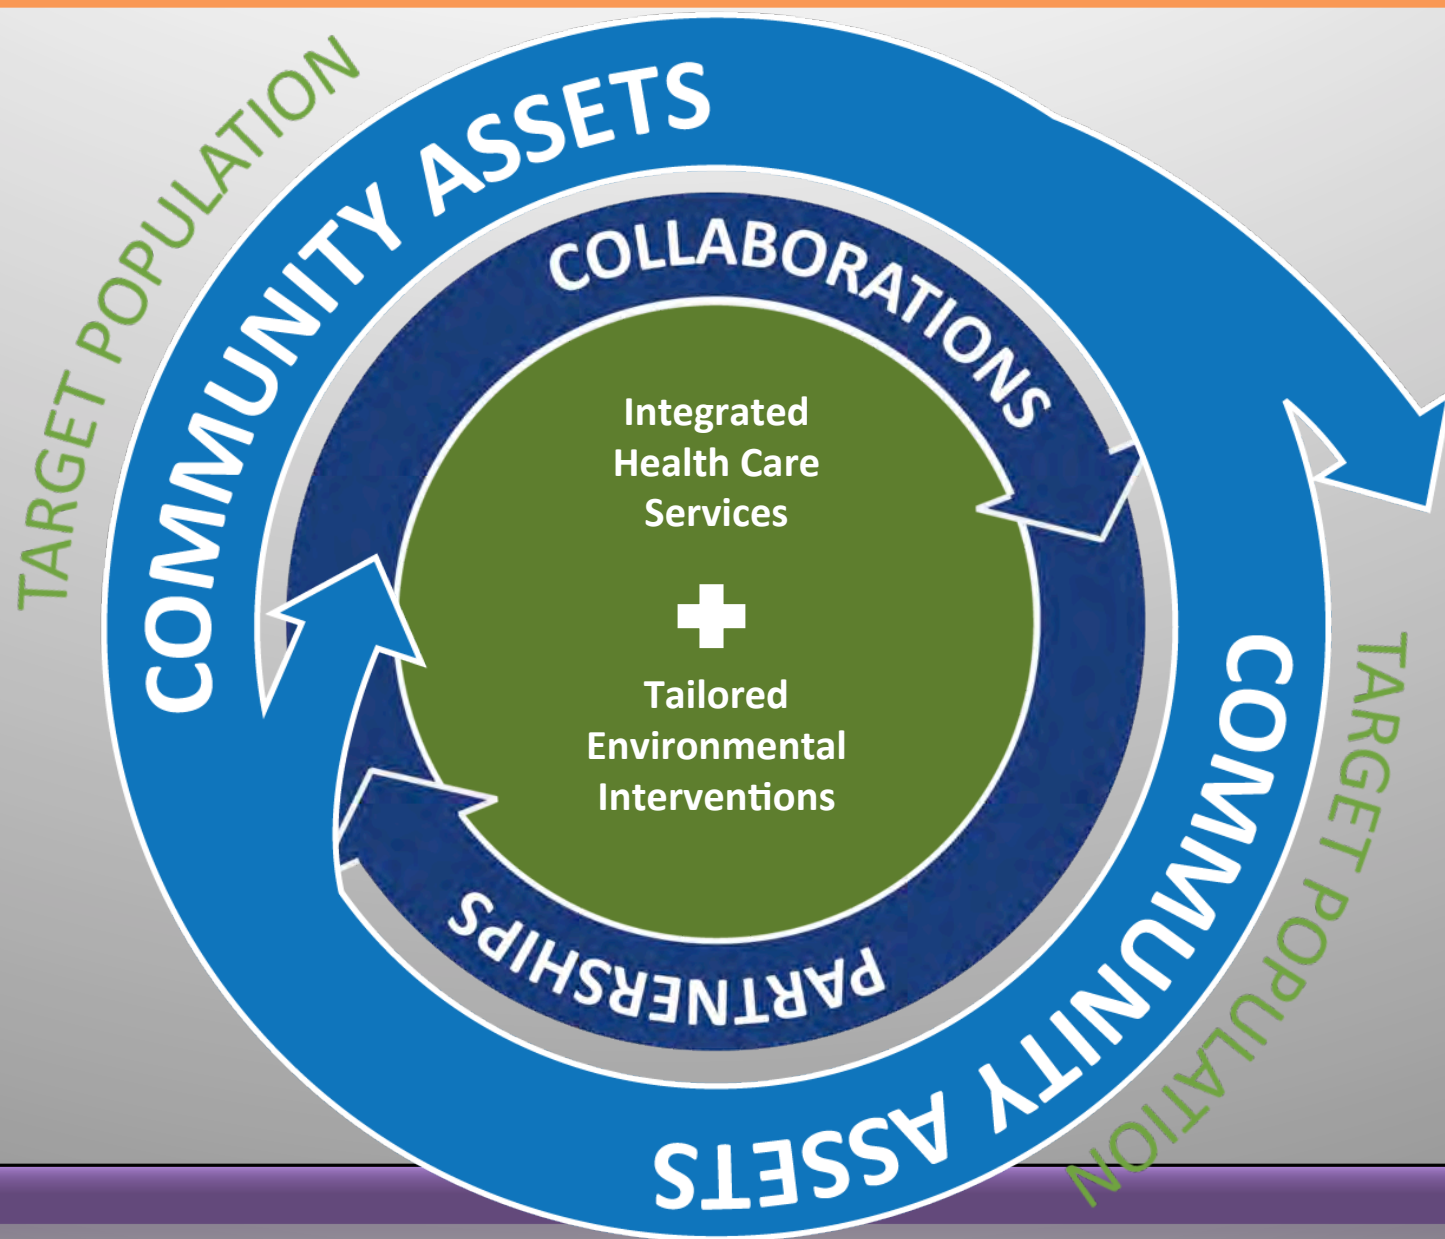 TARGET POPULATION
COMMUNITY ASSETS
COLLABORATIONS
Integrated
Health Care
Services
Tailored
Environmental
Interventions
PARTNERSHIPS
COMMUNITY ASSETS
TARGET POPULATION